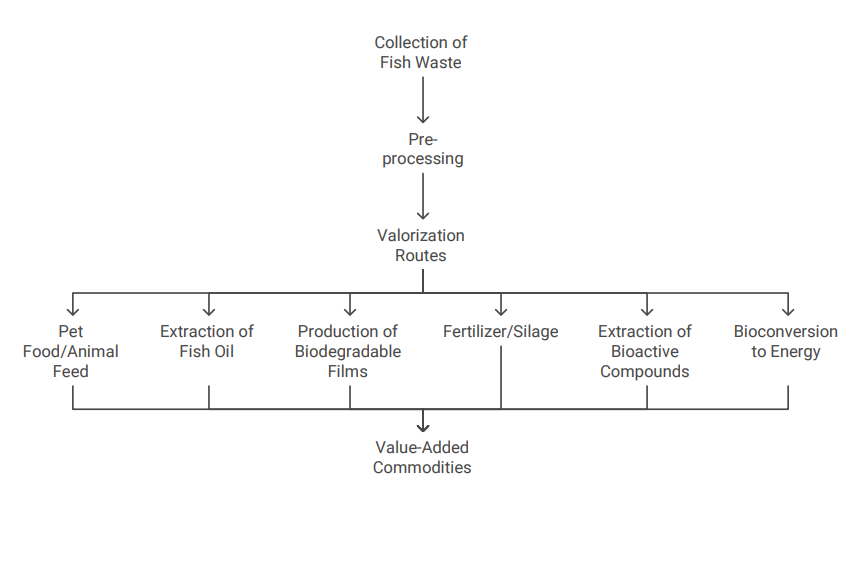 Collection of
Fish Waste
Pre-
processing
Valorization
Routes
Pet
Food/Animal
Feed
Extraction of
Fish Oil
Production of
Biodegradable
Films
Fertilizer/Silage
Extraction of
Bioactive
Compounds
Bioconversion
to Energy
Value-Added
Commodities